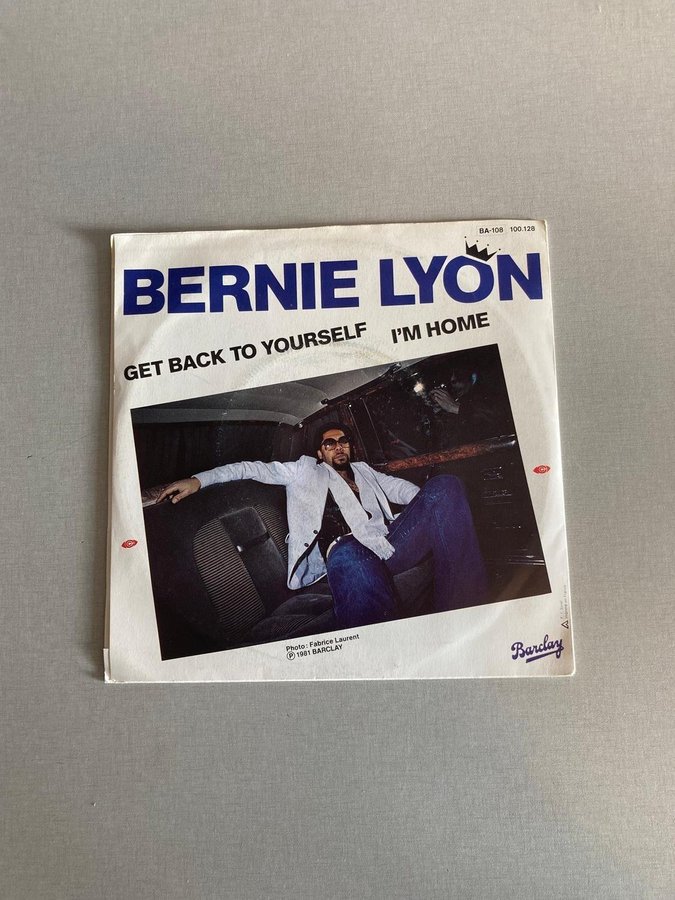 BA-108 100.128
BERNIE LYON
GET BACK TO YOURSELF I'M HOME
Photo : Fabrice Laurent
Ⓟ 1981 BARCLAY
Barclay